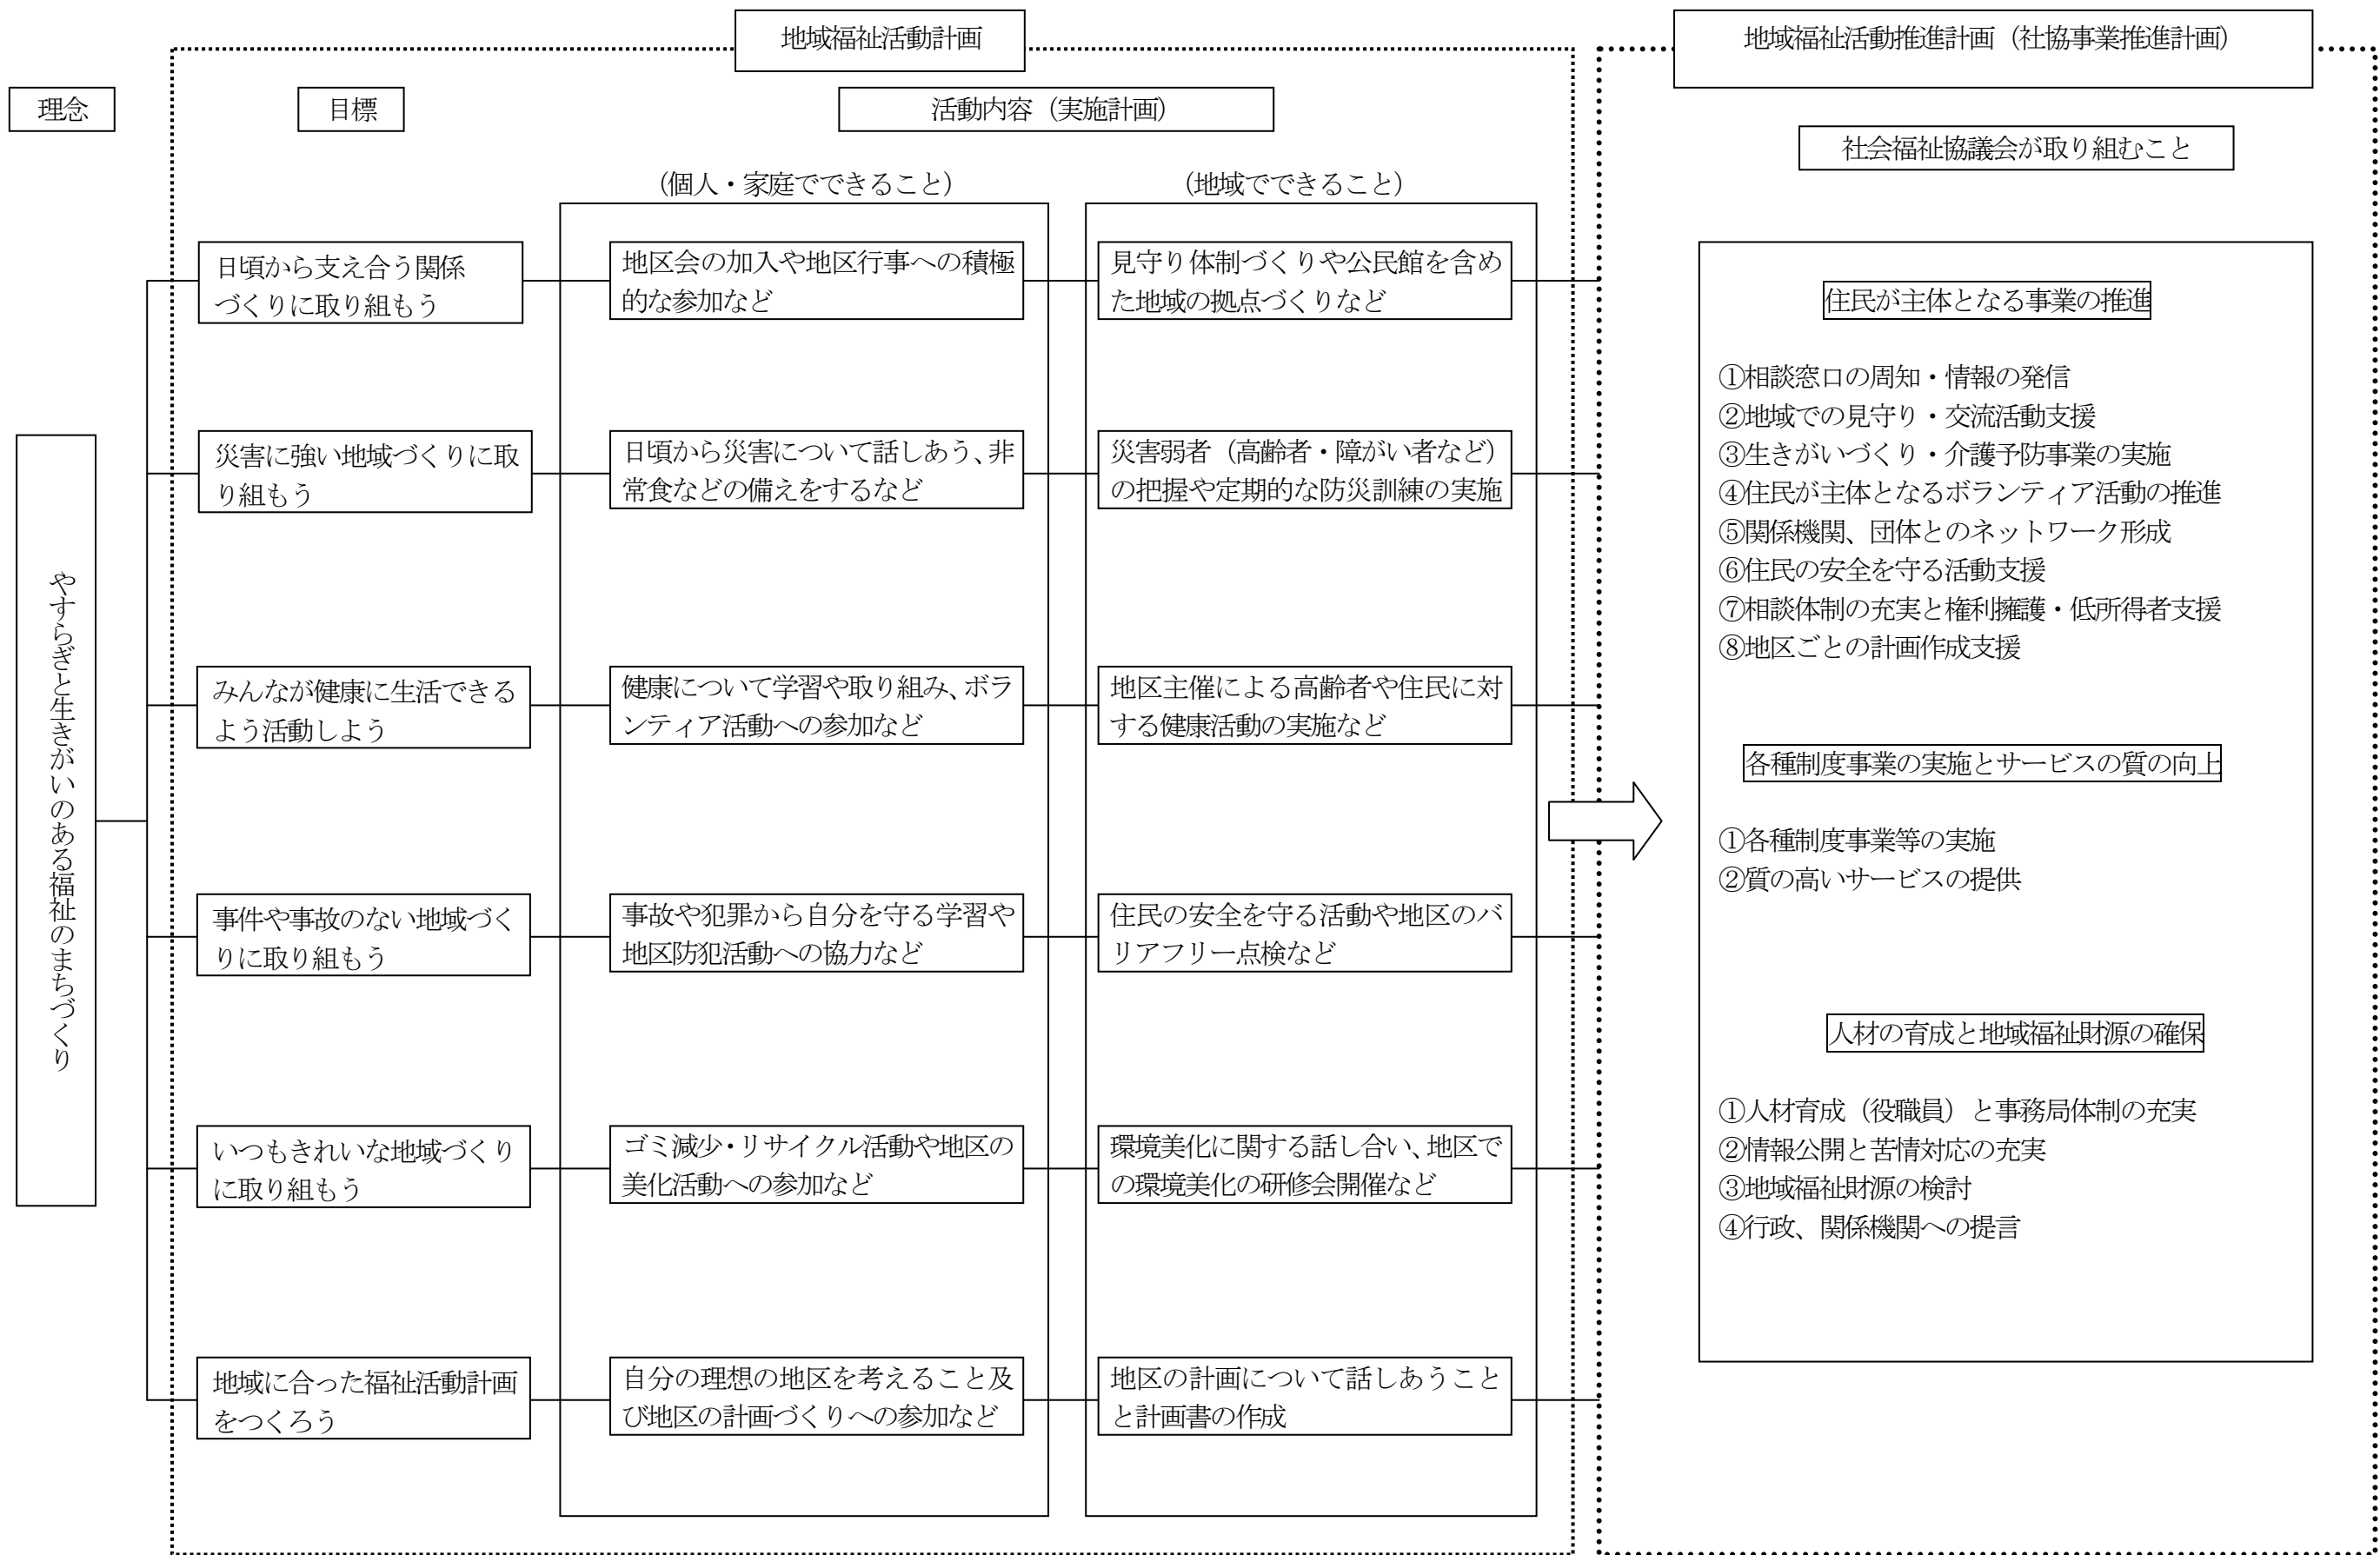 地域福祉活動計画
地域福祉活動推進計画（社協事業推進計画）
理念
目標
活動内容（実施計画）
社会福祉協議会が取り組むこと
（個人・家庭でできること）
（地域でできること）
やすらぎと生きがいのある福祉のまちづくり
日頃から支え合う関係
づくりに取り組もう
地区会の加入や地区行事への積極
的な参加など
見守り体制づくりや公民館を含め
た地域の拠点づくりなど
災害に強い地域づくりに取
り組もう
日頃から災害について話しあう、非
常食などの備えをするなど
災害弱者（高齢者・障がい者など）
の把握や定期的な防災訓練の実施
みんなが健康に生活できる
よう活動しよう
健康について学習や取り組み、ボラ
ンティア活動への参加など
地区主催による高齢者や住民に対
する健康活動の実施など
事件や事故のない地域づく
りに取り組もう
事故や犯罪から自分を守る学習や
地区防犯活動への協力など
住民の安全を守る活動や地区のバ
リアフリー点検など
いつもきれいな地域づくり
に取り組もう
ゴミ減少・リサイクル活動や地区の
美化活動への参加など
環境美化に関する話し合い、地区で
の環境美化の研修会開催など
地域に合った福祉活動計画
をつくろう
自分の理想の地区を考えること及
び地区の計画づくりへの参加など
地区の計画について話しあうこと
と計画書の作成
住民が主体となる事業の推進
①相談窓口の周知・情報の発信
②地域での見守り・交流活動支援
③生きがいづくり・介護予防事業の実施
④住民が主体となるボランティア活動の推進
⑤関係機関、団体とのネットワーク形成
⑥住民の安全を守る活動支援
⑦相談体制の充実と権利擁護・低所得者支援
⑧地区ごとの計画作成支援
各種制度事業の実施とサービスの質の向上
①各種制度事業等の実施
②質の高いサービスの提供
人材の育成と地域福祉財源の確保
①人材育成（役職員）と事務局体制の充実
②情報公開と苦情対応の充実
③地域福祉財源の検討
④行政、関係機関への提言